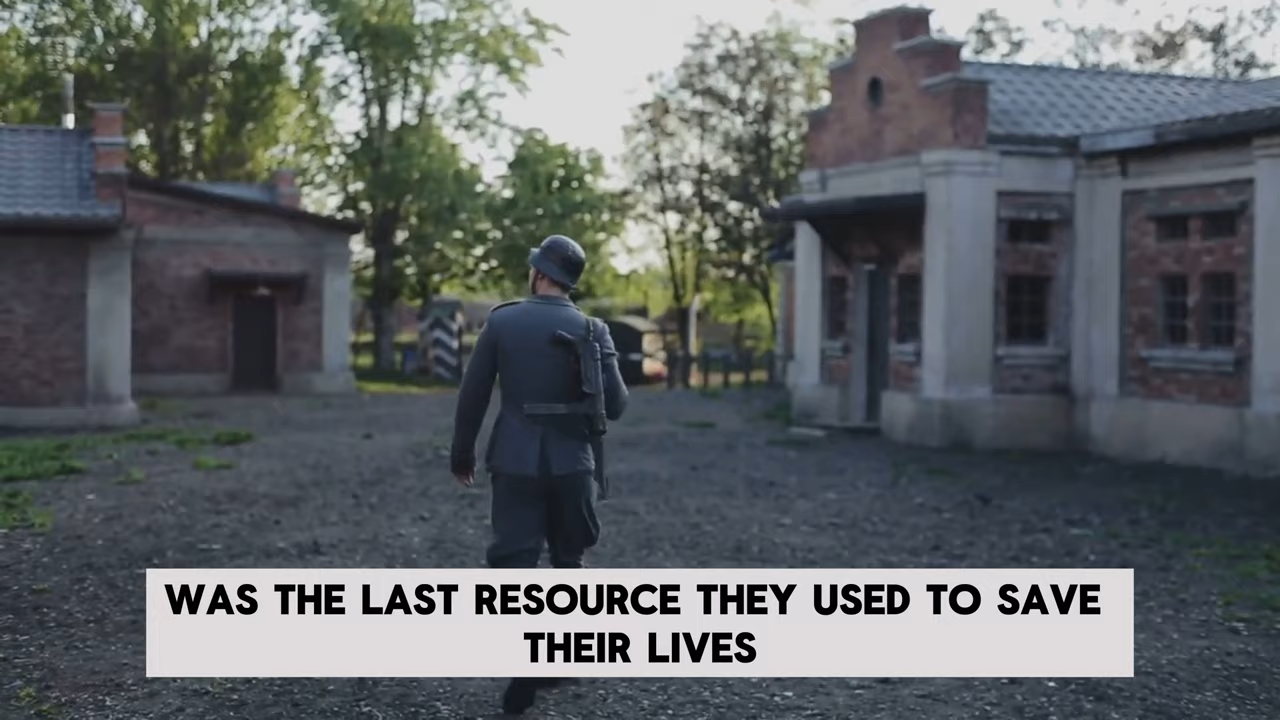 WAS THE LAST RESOURCE THEY USED TO SAVE
THEIR LIVES